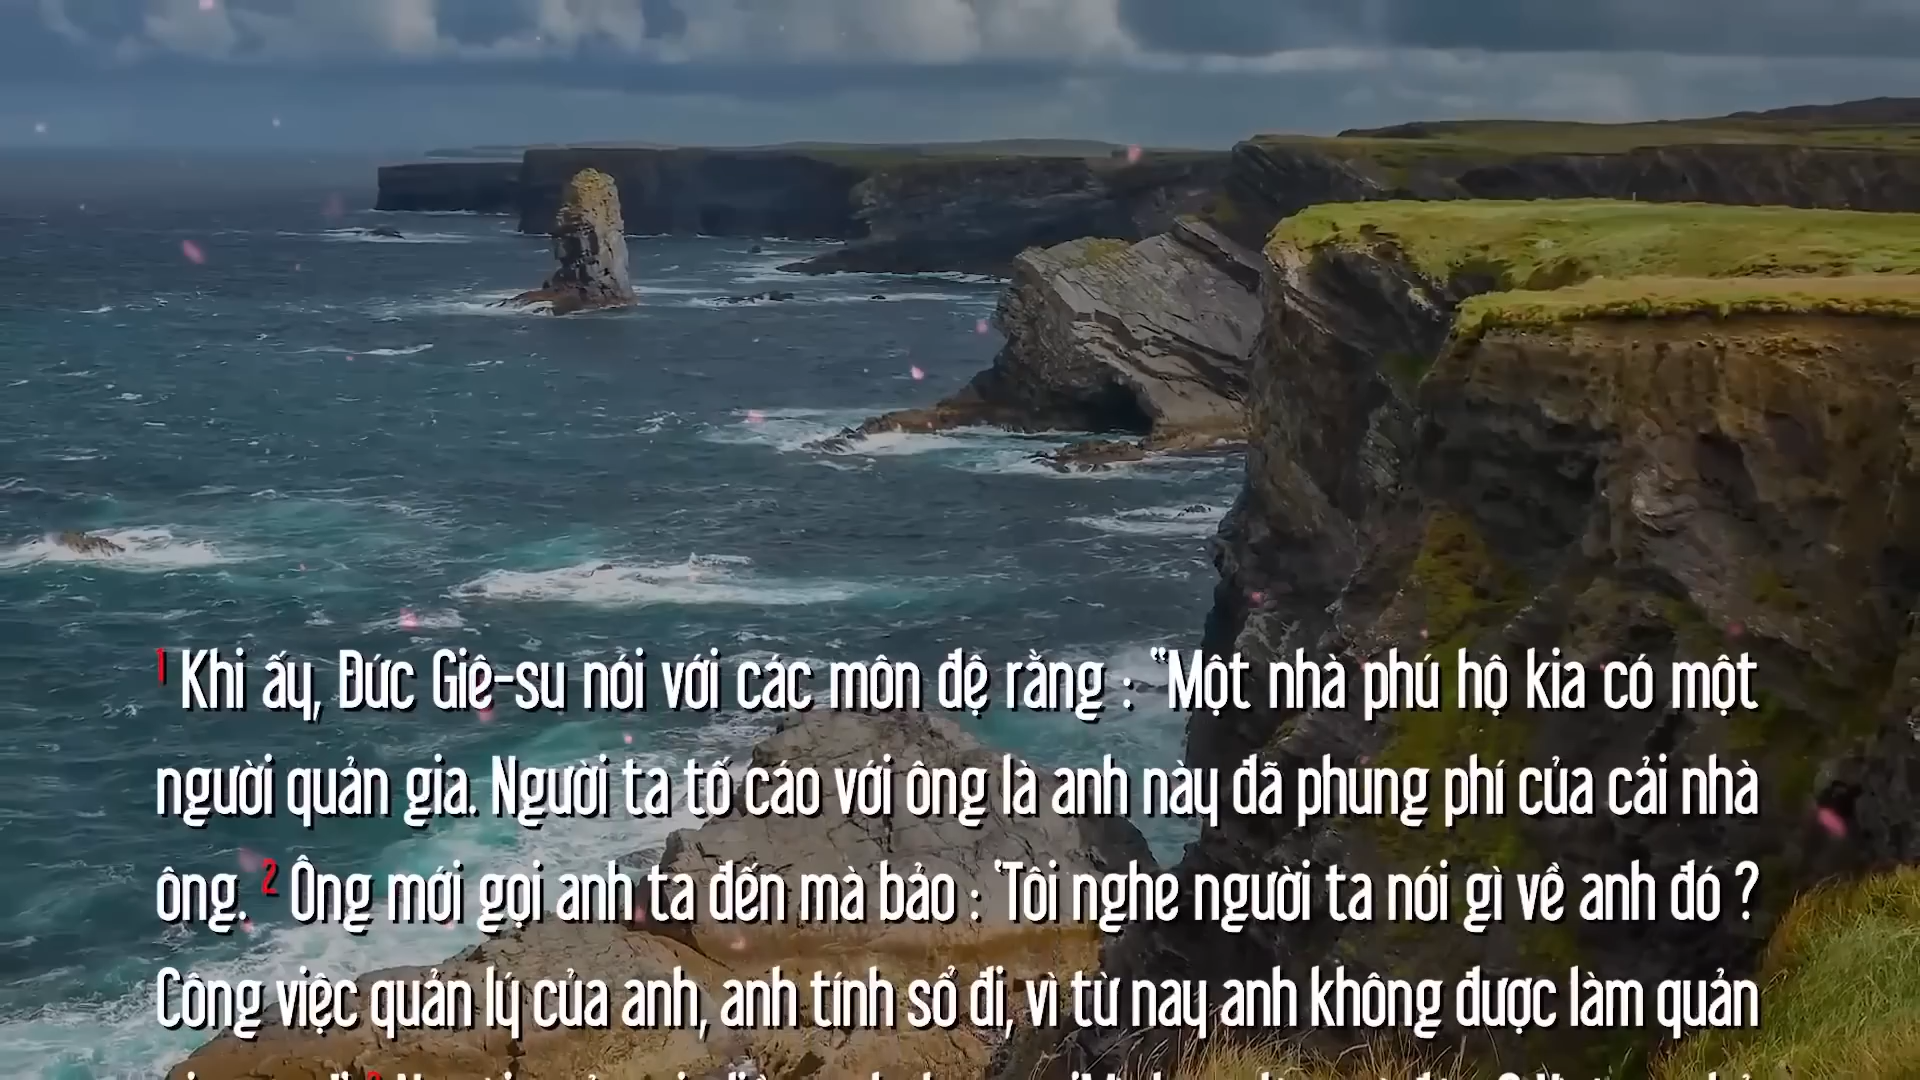 1 Khi ấy, Đức Giê-su nói với các môn đệ rằng : “Một nhà phú hộ kia có một
người quản gia. Người ta tố cáo với ông là anh này đã phung phí của cải nhà
ông. 2 Ông mới gọi anh ta đến mà bảo : ‘Tôi nghe người ta nói gì về anh đó ?
Công việc quản lý của anh, anh tính sổ đi, vì từ nay anh không được làm quản